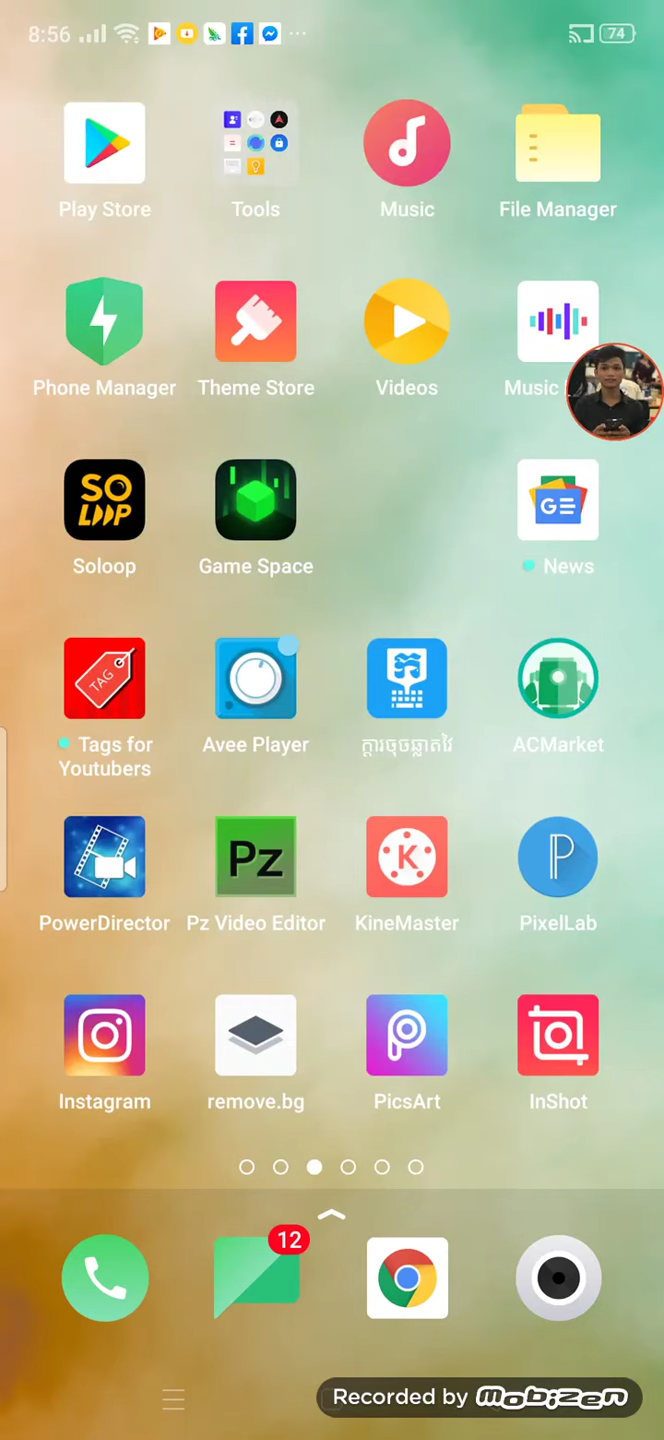 8:56
74
Play Store
Tools
Music
File Manager
Phone Manager
Theme Store
Videos
Music
SO
LOOP
Soloop
Game Space
GE
News
TAG
Tags for
Youtubers
Avee Player
ក្តារចុចឆ្លាតវៃ
ACMarket
PowerDirector
Pz
Pz Video Editor
K
KineMaster
P
PixelLab
Instagram
remove.bg
PicsArt
InShot
12
Recorded by mobizen